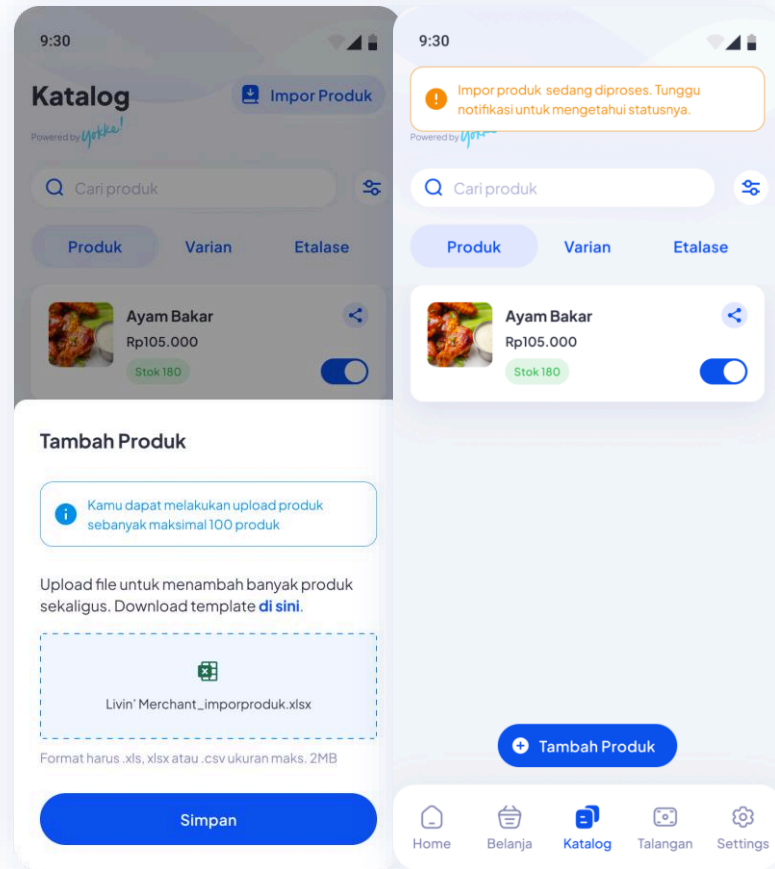 9:30
Katalog
Impor Produk
Powered by yokke!
Cari produk
Produk
Varian
Etalase
Ayam Bakar
Rp105.000
Stok 180
Tambah Produk
Kamu dapat melakukan upload produk
sebanyak maksimal 100 produk
Upload file untuk menambah banyak produk
sekaligus. Download template di sini.
Livin' Merchant_imporproduk.xlsx
Format harus .xls, xlsx atau .csv ukuran maks. 2MB
Simpan
9:30
Impor produk sedang diproses. Tunggu
notifikasi untuk mengetahui statusnya.
Powered by
Cari produk
Produk
Varian
Etalase
Ayam Bakar
Rp105.000
Stok 180
Tambah Produk
Home
Belanja
Katalog
Talangan
Settings